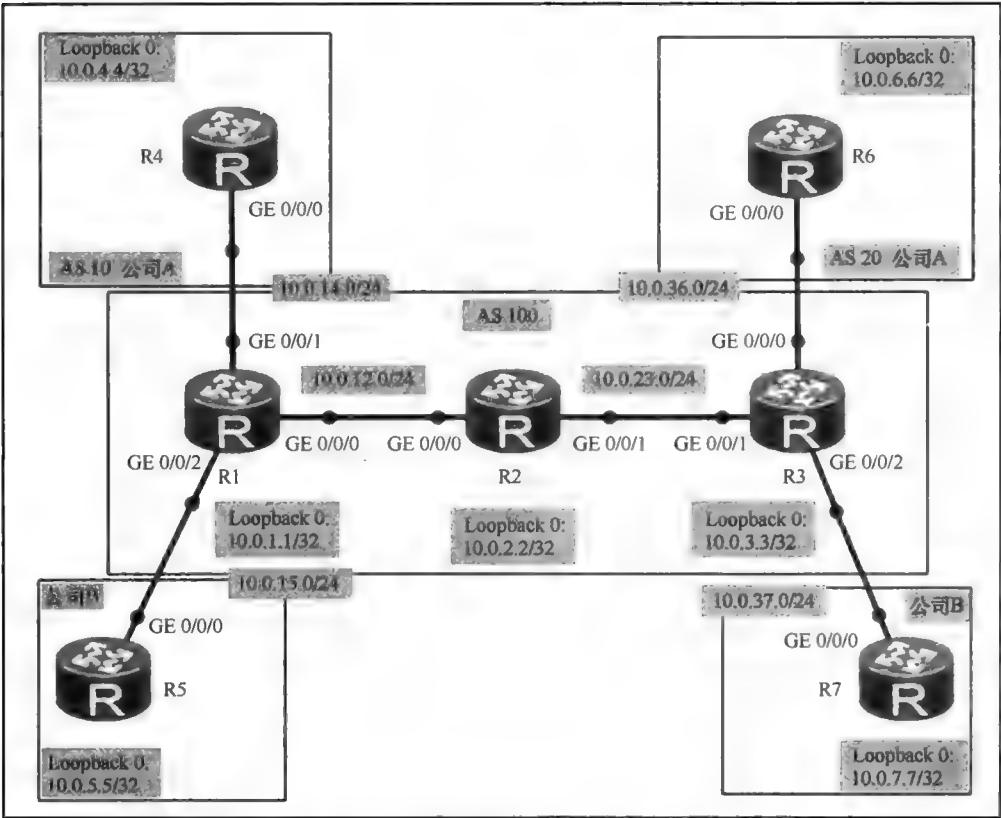 Loopback 0:
10.0.4.4/32
Loopback 0:
10.0.6.6/32
R
R4
GE 0/0/0
R
R6
GE 0/0/0
AS 10 公司A
AS 20 公司A
10.0.14.0/24
10.0.36.0/24
AS 100
GE 0/0/1
GE 0/0/0
10.0.12.0/24
10.0.23.0/24
R
R
R
GE 0/0/2
R1
GE 0/0/0
GE 0/0/0
R2
GE 0/0/1
GE 0/0/1
R3
GE 0/0/2
Loopback 0:
10.0.1.1/32
Loopback 0:
10.0.2.2/32
Loopback 0:
10.0.3.3/32
10.0.15.0/24
公司B
10.0.37.0/24
公司B
GE 0/0/0
GE 0/0/0
R
R5
R7
R
Loopback 0:
10.0.5.5/32
Loopback 0:
10.0.7.7/32